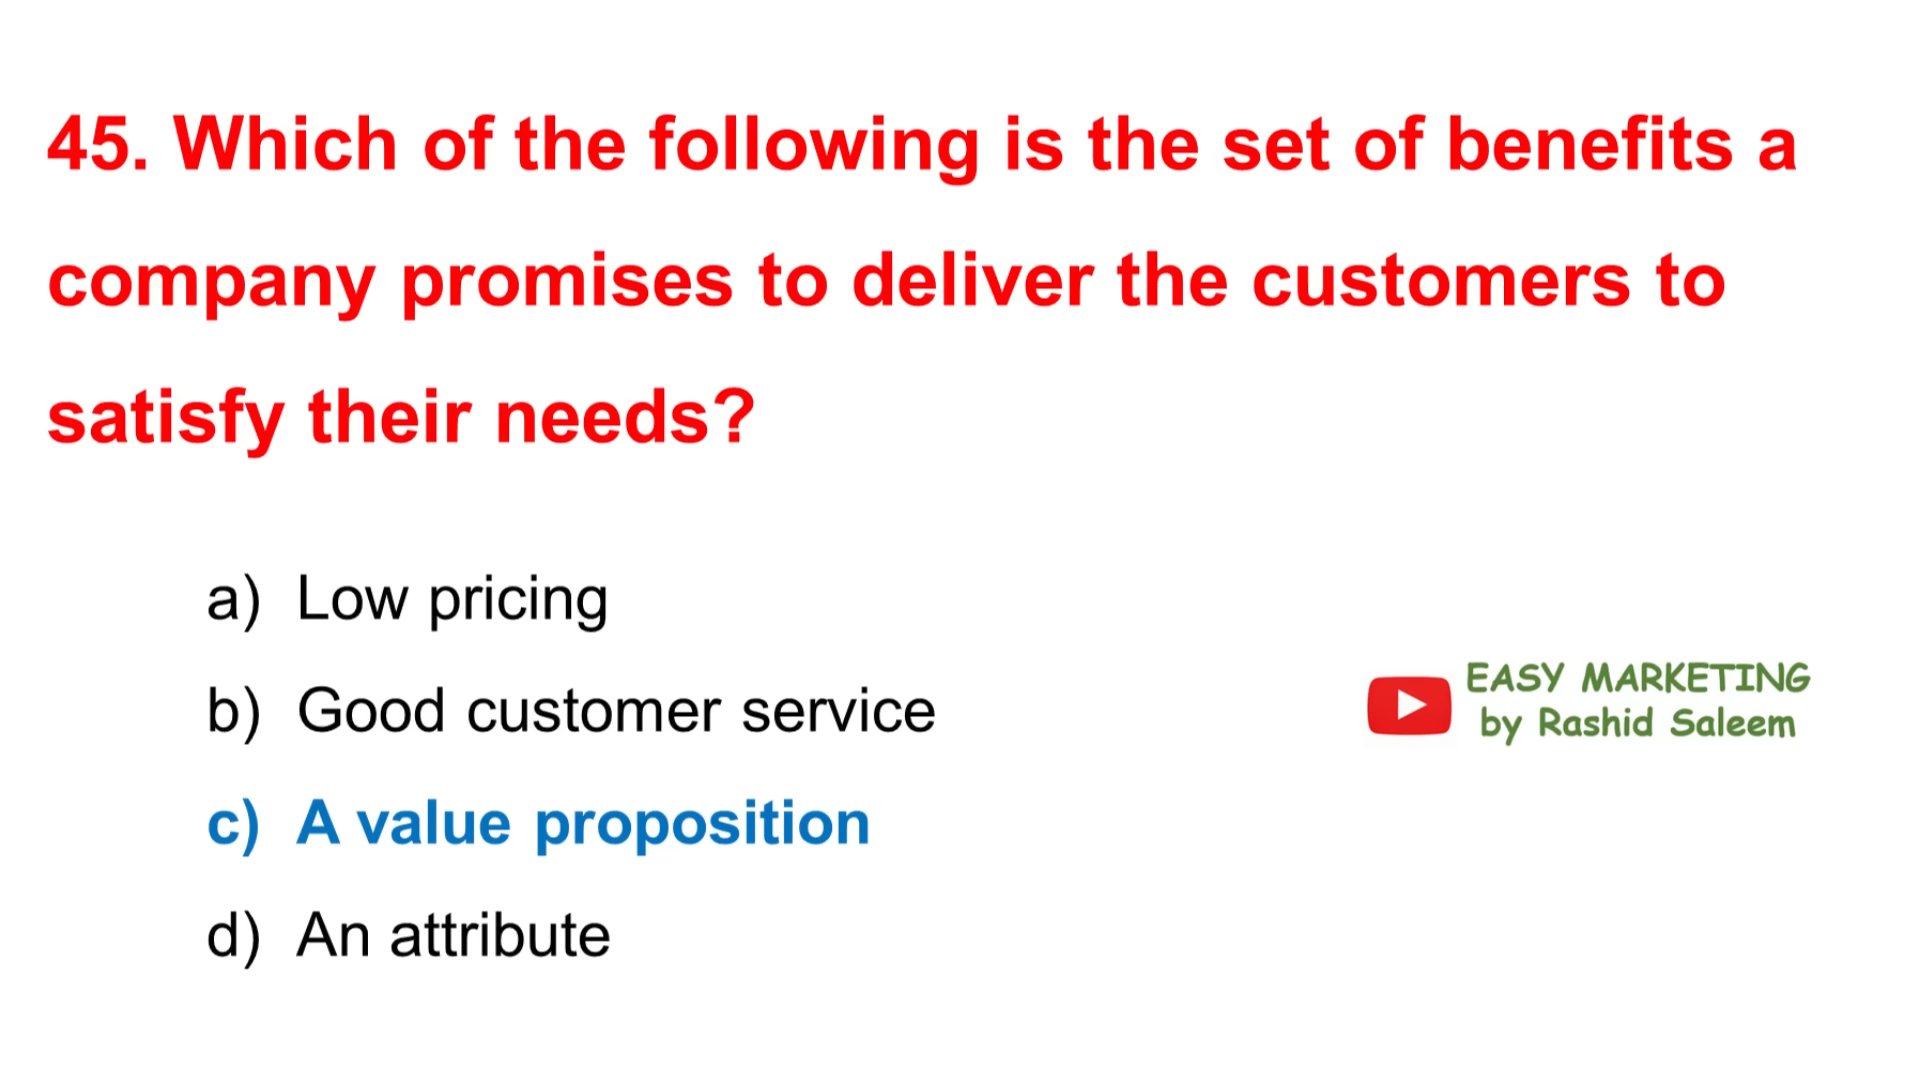 45. Which of the following is the set of benefits a
company promises to deliver the customers to
satisfy their needs?
a) Low pricing
b) Good customer service
c) A value proposition
d) An attribute
EASY MARKETING
by Rashid Saleem